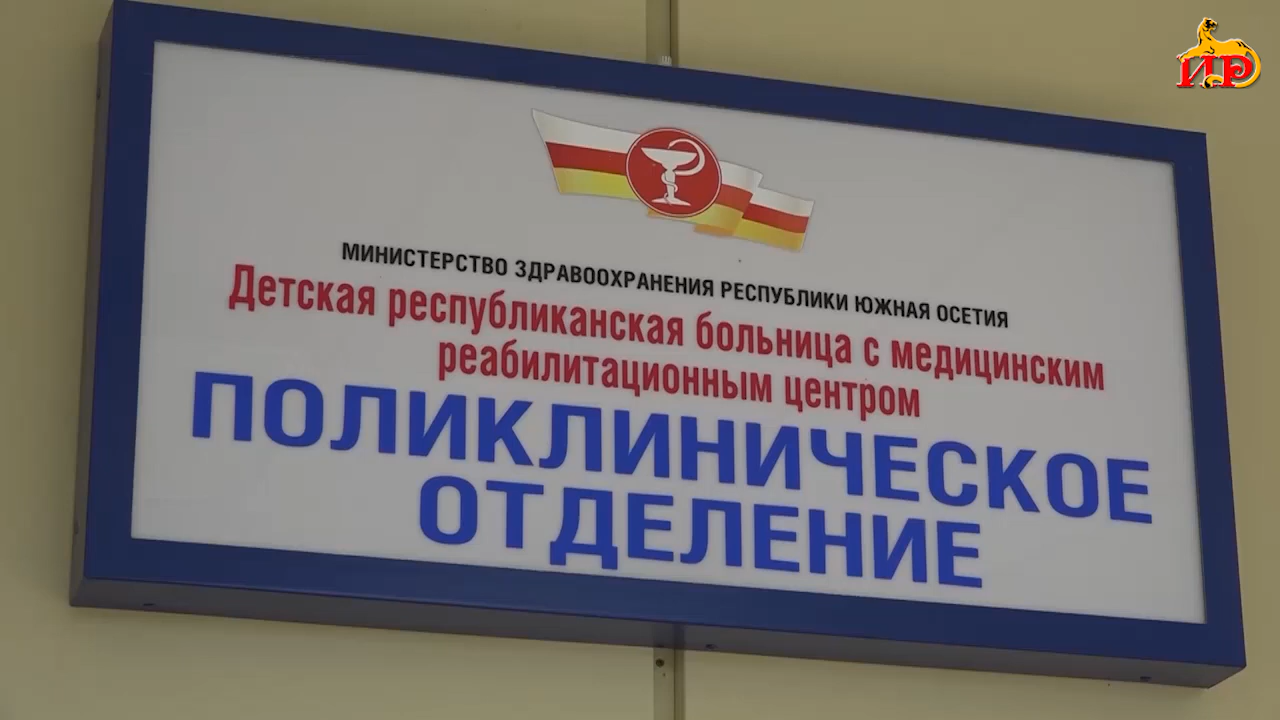 ИР
МИНИСТЕРСТВО ЗДРАВООХРАНЕНИЯ РЕСПУБЛИКИ ЮЖНАЯ ОСЕТИЯ
Детская республиканская больница с медицинским
реабилитационным центром
ПОЛИКЛИНИЧЕСКОЕ
ОТДЕЛЕНИЕ